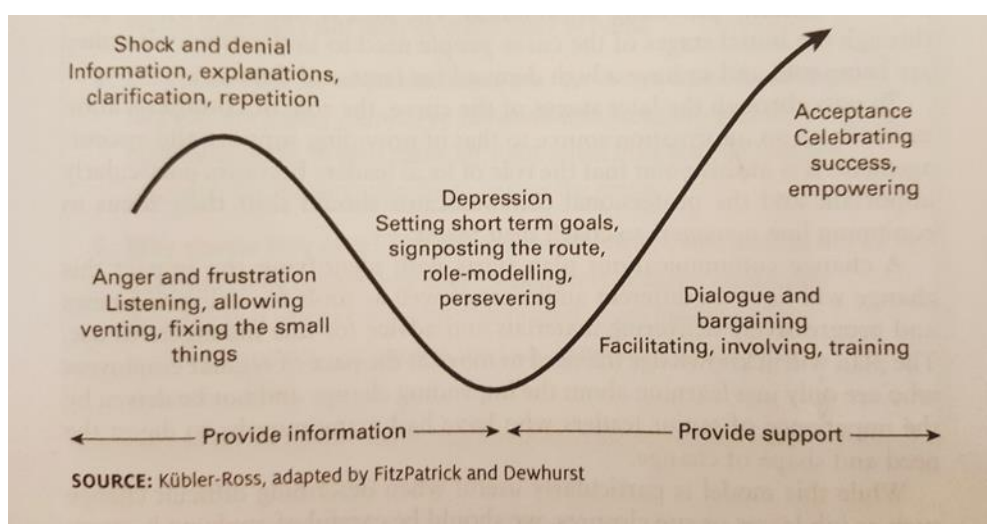 Shock and denial
Information, explanations,
clarification, repetition
Acceptance
Celebrating
success,
empowering
Depression
Setting short term goals,
signposting the route,
role-modelling,
persevering
Anger and frustration
Listening, allowing
venting, fixing the small
things
Dialogue and
bargaining
Facilitating, involving, training
Provide information
Provide support
SOURCE: Kübler-Ross, adapted by FitzPatrick and Dewhurst